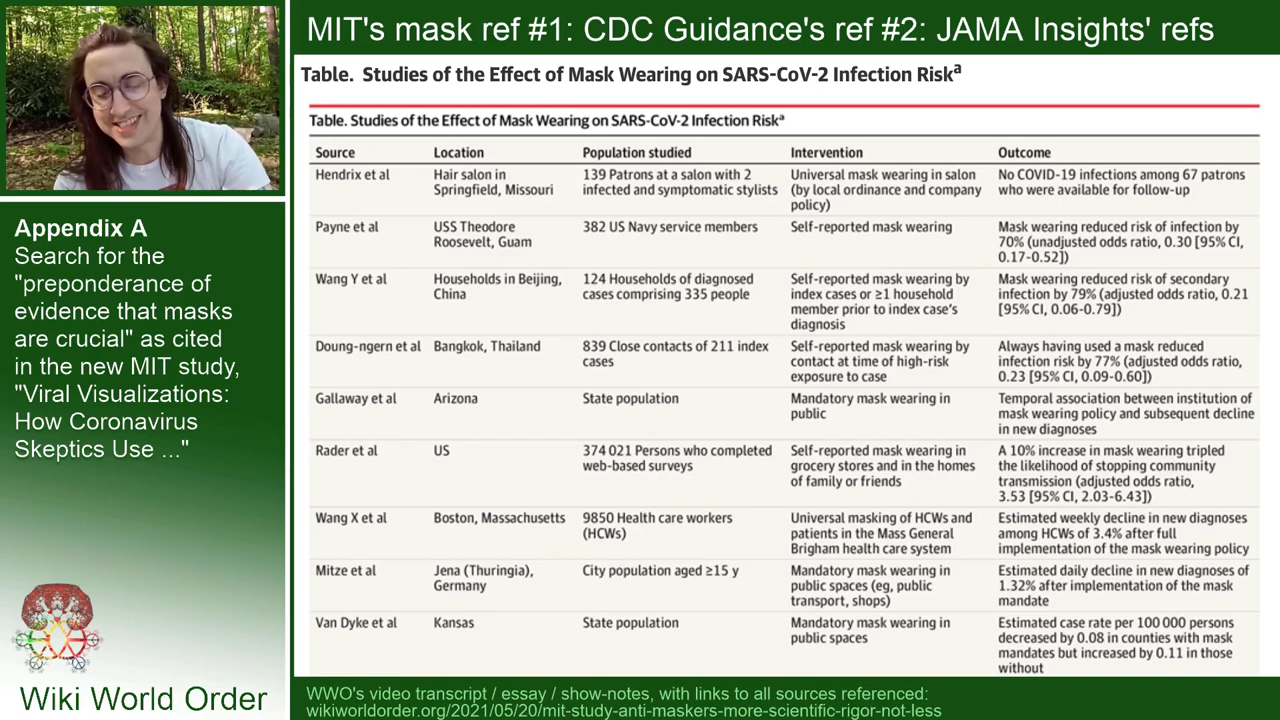 MIT's mask ref #1: CDC Guidance's ref #2: JAMA Insights' refs
Table. Studies of the Effect of Mask Wearing on SARS-CoV-2 Infection Riskª
Table. Studies of the Effect of Mask Wearing on SARS-CoV-2 Infection Riskª
Source Location Population studied Intervention Outcome
Hendrix et al Hair salon in Springfield, Missouri 139 Patrons at a salon with 2 infected and symptomatic stylists Universal mask wearing in salon (by local ordinance and company policy) No COVID-19 infections among 67 patrons who were available for follow-up
Payne et al USS Theodore Roosevelt, Guam 382 US Navy service members Self-reported mask wearing Mask wearing reduced risk of infection by 70% (unadjusted odds ratio, 0.30 [95% CI, 0.17-0.52])
Wang Y et al Households in Beijing, China 124 Households of diagnosed cases comprising 335 people Self-reported mask wearing by index cases or ≥1 household member prior to index case's diagnosis Mask wearing reduced risk of secondary infection by 79% (adjusted odds ratio, 0.21 [95% CI, 0.06-0.79])
Doung-ngern et al Bangkok, Thailand 839 Close contacts of 211 index cases Self-reported mask wearing by contact at time of high-risk exposure to case Always having used a mask reduced infection risk by 77% (adjusted odds ratio, 0.23 [95% CI, 0.09-0.60])
Gallaway et al Arizona State population Mandatory mask wearing in public Temporal association between institution of mask wearing policy and subsequent decline in new diagnoses
Rader et al US 374 021 Persons who completed web-based surveys Self-reported mask wearing in grocery stores and in the homes of family or friends A 10% increase in mask wearing tripled the likelihood of stopping community transmission (adjusted odds ratio, 3.53 [95% CI, 2.03-6.43])
Wang X et al Boston, Massachusetts 9850 Health care workers (HCWs) Universal masking of HCWs and patients in the Mass General Brigham health care system Estimated weekly decline in new diagnoses among HCWs of 3.4% after full implementation of the mask wearing policy
Mitze et al Jena (Thuringia), Germany City population aged ≥15 y Mandatory mask wearing in public spaces (eg, public transport, shops) Estimated daily decline in new diagnoses of 1.32% after implementation of the mask mandate
Van Dyke et al Kansas State population Mandatory mask wearing in public spaces Estimated case rate per 100 000 persons decreased by 0.08 in counties with mask mandates but increased by 0.11 in those without
Appendix A
Search for the
"preponderance of
evidence that masks
are crucial" as cited
in the new MIT study,
"Viral Visualizations:
How Coronavirus
Skeptics Use ..."
Wiki World Order
WWO's video transcript / essay / show-notes, with links to all sources referenced:
wikiworldorder.org/2021/05/20/mit-study-anti-maskers-more-scientific-rigor-not-less